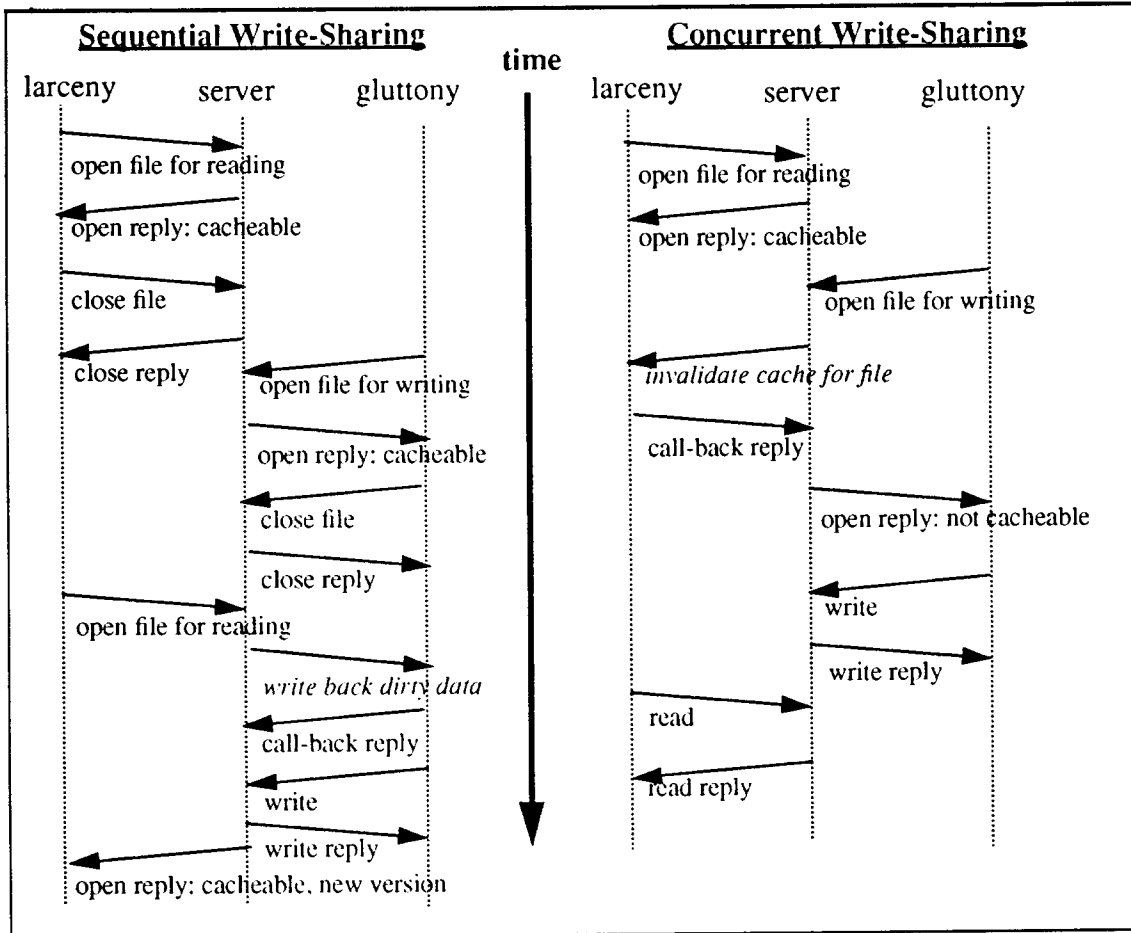 Sequential Write-Sharing
larceny
server
gluttony
open file for reading
open reply: cacheable
close file
close reply
open file for writing
open reply: cacheable
close file
close reply
open file for reading
write back dirty data
call-back reply
write
write reply
open reply: cacheable, new version
time
Concurrent Write-Sharing
larceny
server
gluttony
open file for reading
open reply: cacheable
open file for writing
invalidate cache for file
call-back reply
open reply: not cacheable
write
write reply
read
read reply